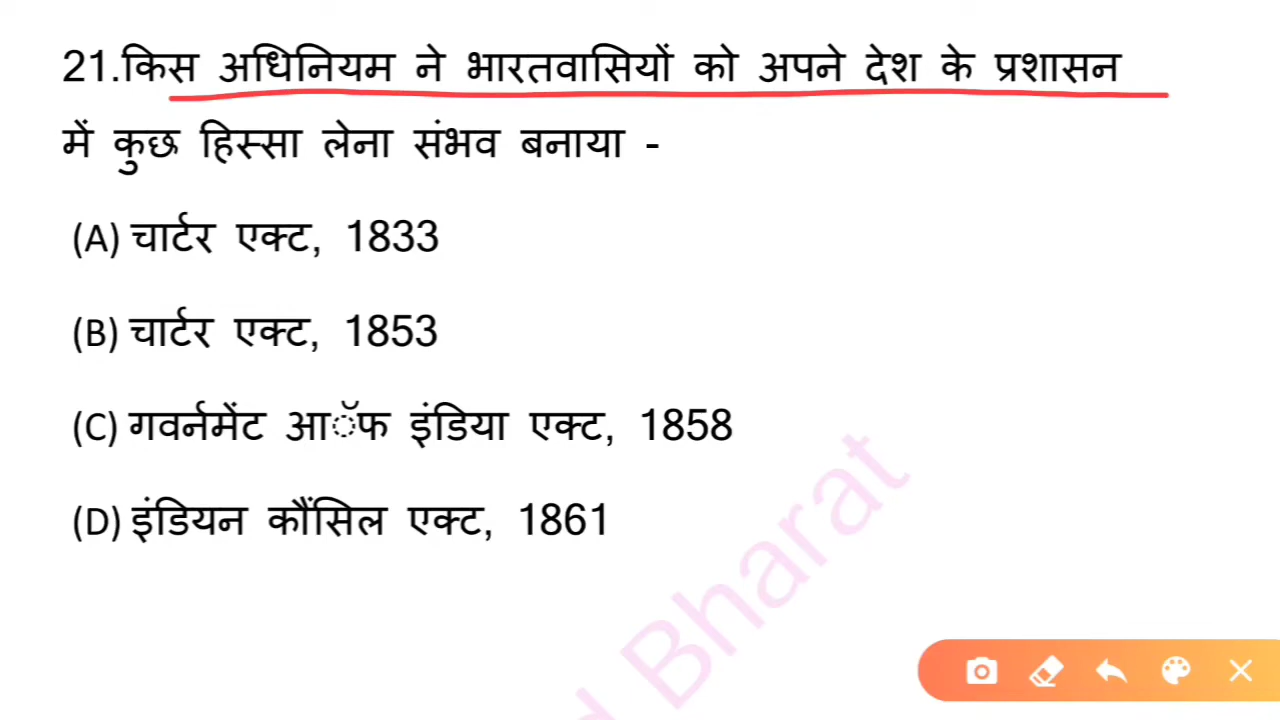 21.किस अधिनियम ने भारतवासियों को अपने देश के प्रशासन
में कुछ हिस्सा लेना संभव बनाया -
(A) चार्टर एक्ट, 1833
(B) चार्टर एक्ट, 1853
(C) गवर्नमेंट आॅफ इंडिया एक्ट, 1858
(D) इंडियन कौंसिल एक्ट, 1861
Bharat